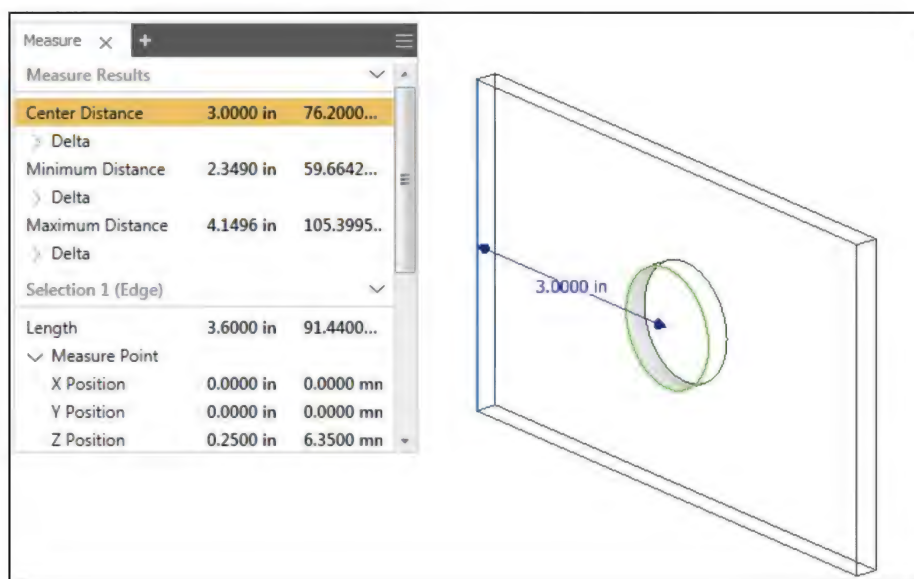 Measure × +
Measure Results
Center Distance 3.0000 in 76.2000...
Delta
Minimum Distance 2.3490 in 59.6642...
Delta
Maximum Distance 4.1496 in 105.3995..
Delta
Selection 1 (Edge)
Length 3.6000 in 91.4400...
Measure Point
X Position 0.0000 in 0.0000 mn
Y Position 0.0000 in 0.0000 mn
Z Position 0.2500 in 6.3500 mn
3.0000 in